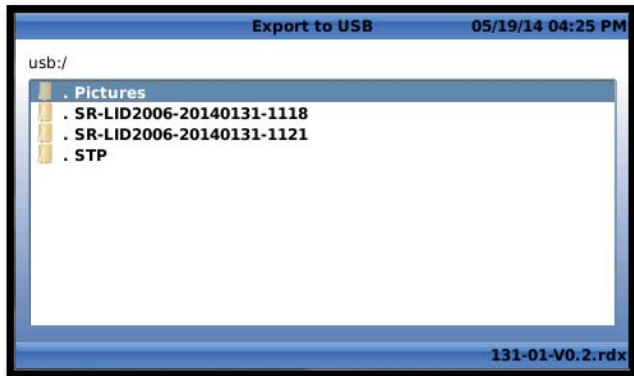 Export to USB 05/19/14 04:25 PM
usb:/
. Pictures
. SR-LID2006-20140131-1118
. SR-LID2006-20140131-1121
. STP
131-01-V0.2.rdx